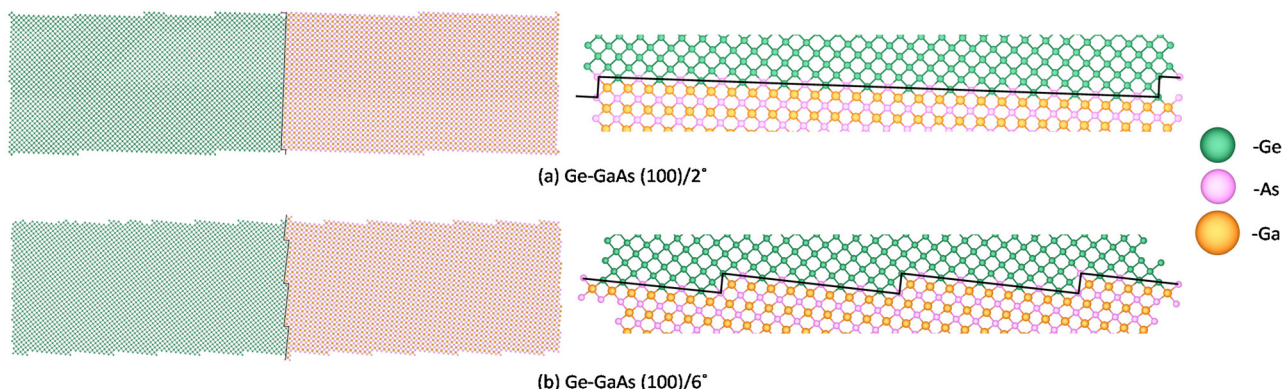 -Ge
-As
-Ga
(a) Ge-GaAs (100)/2°
(b) Ge-GaAs (100)/6°